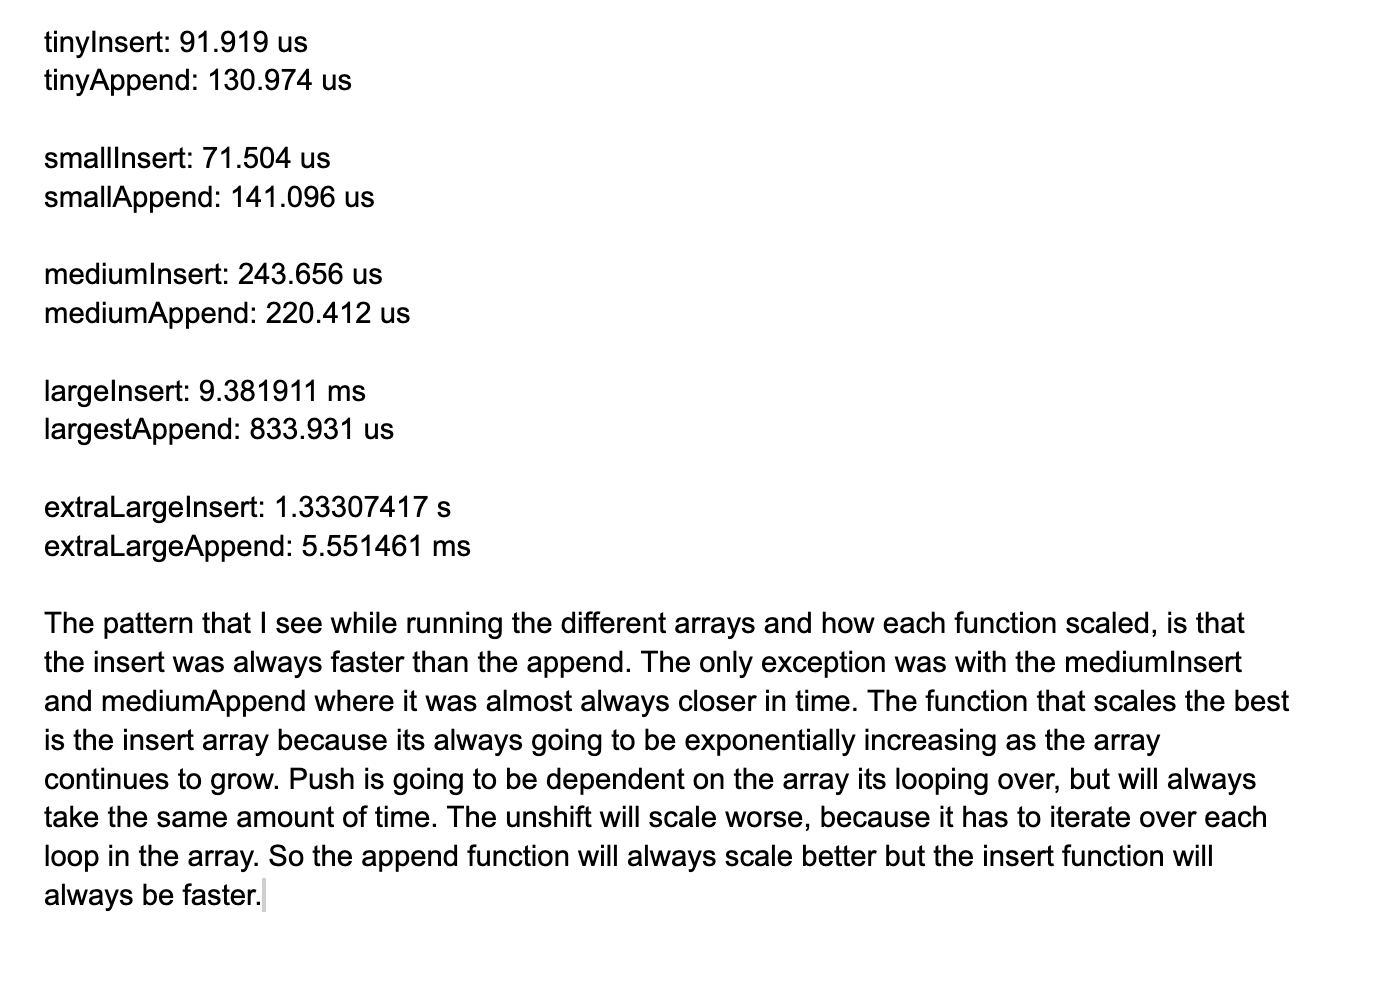 tinyInsert: 91.919 us
tinyAppend: 130.974 us
smallInsert: 71.504 us
smallAppend: 141.096 us
mediumInsert: 243.656 us
mediumAppend: 220.412 us
largeInsert: 9.381911 ms
largestAppend: 833.931 us
extraLargeInsert: 1.33307417 s
extraLargeAppend: 5.551461 ms
The pattern that I see while running the different arrays and how each function scaled, is that
the insert was always faster than the append. The only exception was with the mediumInsert
and mediumAppend where it was almost always closer in time. The function that scales the best
is the insert array because its always going to be exponentially increasing as the array
continues to grow. Push is going to be dependent on the array its looping over, but will always
take the same amount of time. The unshift will scale worse, because it has to iterate over each
loop in the array. So the append function will always scale better but the insert function will
always be faster.